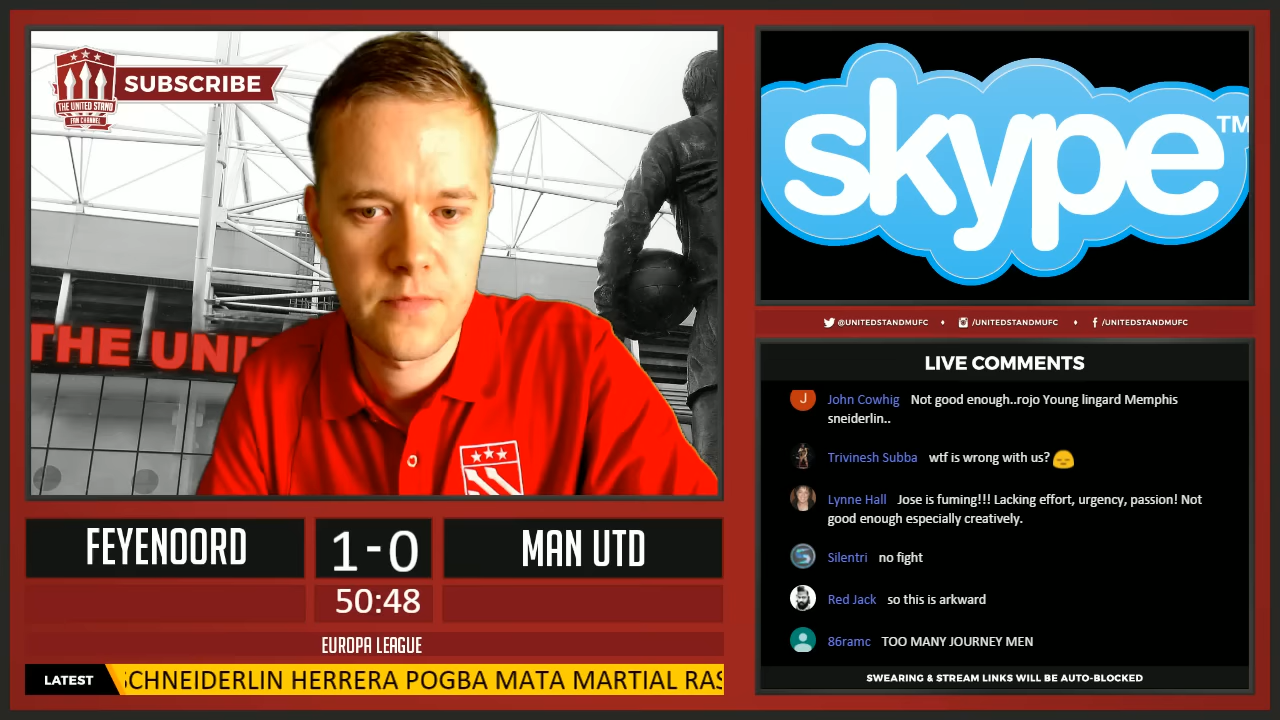 SUBSCRIBE
THE UNITED STAND
FAN CHANNEL
THE UNIT
skype™
@UNITEDSTANDMUFC • /UNITEDSTANDMUFC • /UNITEDSTANDMUFC
LIVE COMMENTS
J John Cowhig Not good enough..rojo Young lingard Memphis
sneiderlin..
Trivinesh Subba wtf is wrong with us? 😑
Lynne Hall Jose is fuming!!! Lacking effort, urgency, passion! Not
good enough especially creatively.
Silentri no fight
Red Jack so this is arkward
86ramc TOO MANY JOURNEY MEN
SWEARING & STREAM LINKS WILL BE AUTO-BLOCKED
FEYENOORD 1-0 MAN UTD
50:48
EUROPA LEAGUE
LATEST CHNEIDERLIN HERRERA POGBA MATA MARTIAL RAS